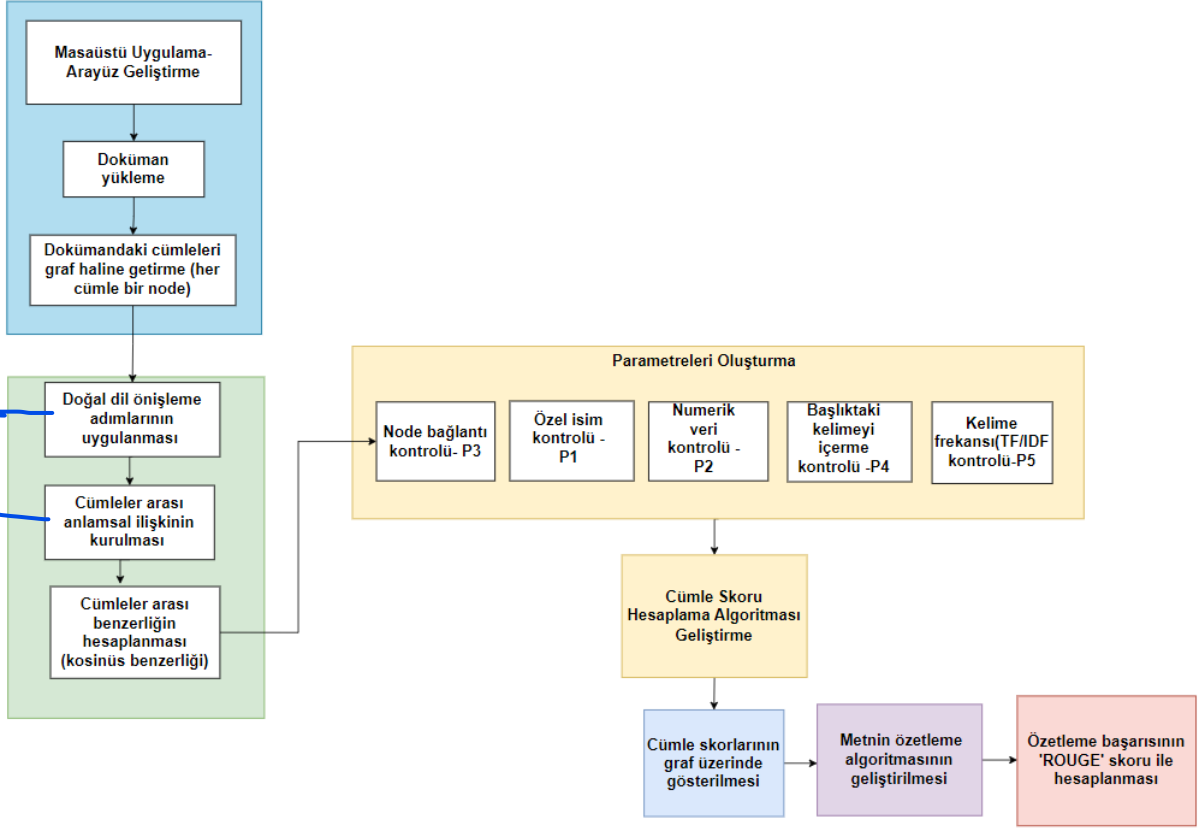 Masaüstü Uygulama-
Arayüz Geliştirme
Doküman
yükleme
Dokümandaki cümleleri
graf haline getirme (her
cümle bir node)
Doğal dil önişleme
adımlarının
uygulanması
Cümleler arası
anlamsal ilişkinin
kurulması
Cümleler arası
benzerliğin
hesaplanması
(kosinüs benzerliği)
Parametreleri Oluşturma
Node bağlantı
kontrolü- P3
Özel isim
kontrolü -
P1
Numerik
veri
kontrolü -
P2
Başlıktaki
kelimeyi
içerme
kontrolü -P4
Kelime
frekansı(TF/IDF
kontrolü-P5
Cümle Skoru
Hesaplama Algoritması
Geliştirme
Cümle skorlarının
graf üzerinde
gösterilmesi
Metnin özetleme
algoritmasının
geliştirilmesi
Özetleme başarısının
'ROUGE' skoru ile
hesaplanması